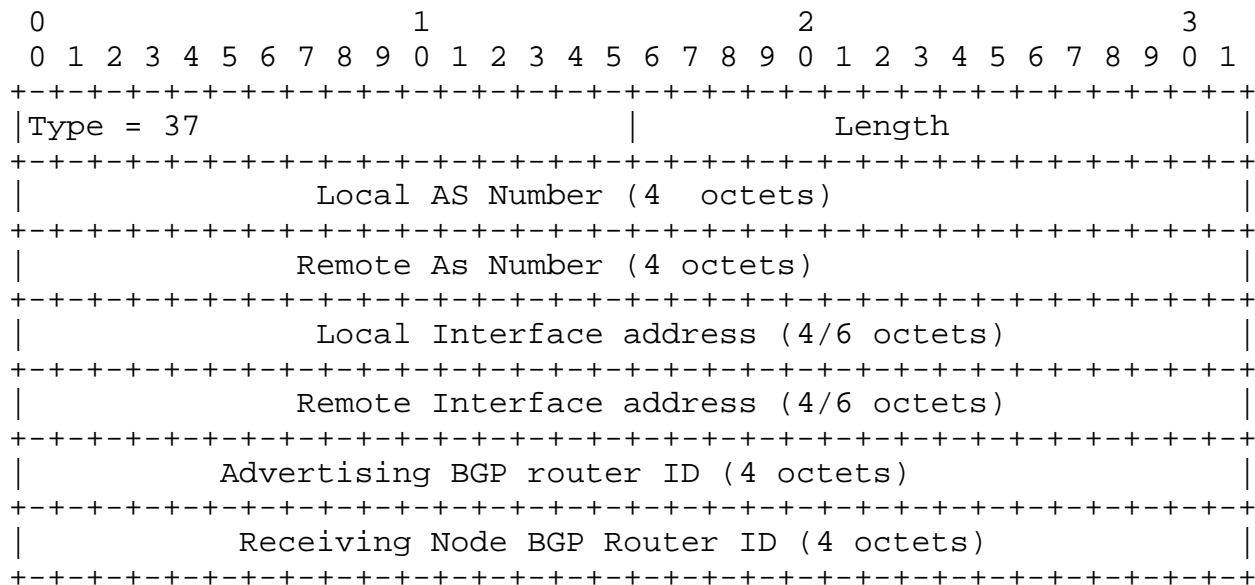 0                   1                   2                   3
0 1 2 3 4 5 6 7 8 9 0 1 2 3 4 5 6 7 8 9 0 1 2 3 4 5 6 7 8 9 0 1
+-+-+-+-+-+-+-+-+-+-+-+-+-+-+-+-+-+-+-+-+-+-+-+-+-+-+-+-+-+-+-+-+
|Type = 37                      |          Length               |
+-+-+-+-+-+-+-+-+-+-+-+-+-+-+-+-+-+-+-+-+-+-+-+-+-+-+-+-+-+-+-+-+
|               Local AS Number (4  octets)                     |
+-+-+-+-+-+-+-+-+-+-+-+-+-+-+-+-+-+-+-+-+-+-+-+-+-+-+-+-+-+-+-+-+
|              Remote As Number (4 octets)                      |
+-+-+-+-+-+-+-+-+-+-+-+-+-+-+-+-+-+-+-+-+-+-+-+-+-+-+-+-+-+-+-+-+
|               Local Interface address (4/6 octets)            |
+-+-+-+-+-+-+-+-+-+-+-+-+-+-+-+-+-+-+-+-+-+-+-+-+-+-+-+-+-+-+-+-+
|              Remote Interface address (4/6 octets)            |
+-+-+-+-+-+-+-+-+-+-+-+-+-+-+-+-+-+-+-+-+-+-+-+-+-+-+-+-+-+-+-+-+
|          Advertising BGP router ID (4 octets)                 |
+-+-+-+-+-+-+-+-+-+-+-+-+-+-+-+-+-+-+-+-+-+-+-+-+-+-+-+-+-+-+-+-+
|           Receiving Node BGP Router ID (4 octets)             |
+-+-+-+-+-+-+-+-+-+-+-+-+-+-+-+-+-+-+-+-+-+-+-+-+-+-+-+-+-+-+-+-+